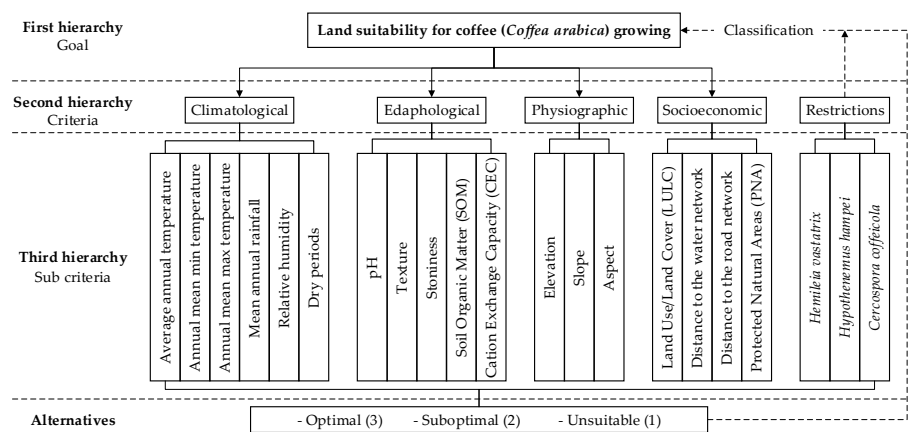 First hierarchy
Goal
Land suitability for coffee (Coffea arabica) growing
Classification
Second hierarchy
Criteria
Climatological
Edaphological
Physiographic
Socioeconomic
Restrictions
Third hierarchy
Sub criteria
Average annual temperature
Annual mean min temperature
Annual mean max temperature
Mean annual rainfall
Relative humidity
Dry periods
pH
Texture
Stoniness
Soil Organic Matter (SOM)
Cation Exchange Capacity (CEC)
Elevation
Slope
Aspect
Land Use/Land Cover (LULC)
Distance to the water network
Distance to the road network
Protected Natural Areas (PNA)
Hemileia vastatrix
Hypothenemus hampei
Cercospora coffeicola
Alternatives
- Optimal (3) - Suboptimal (2) - Unsuitable (1)